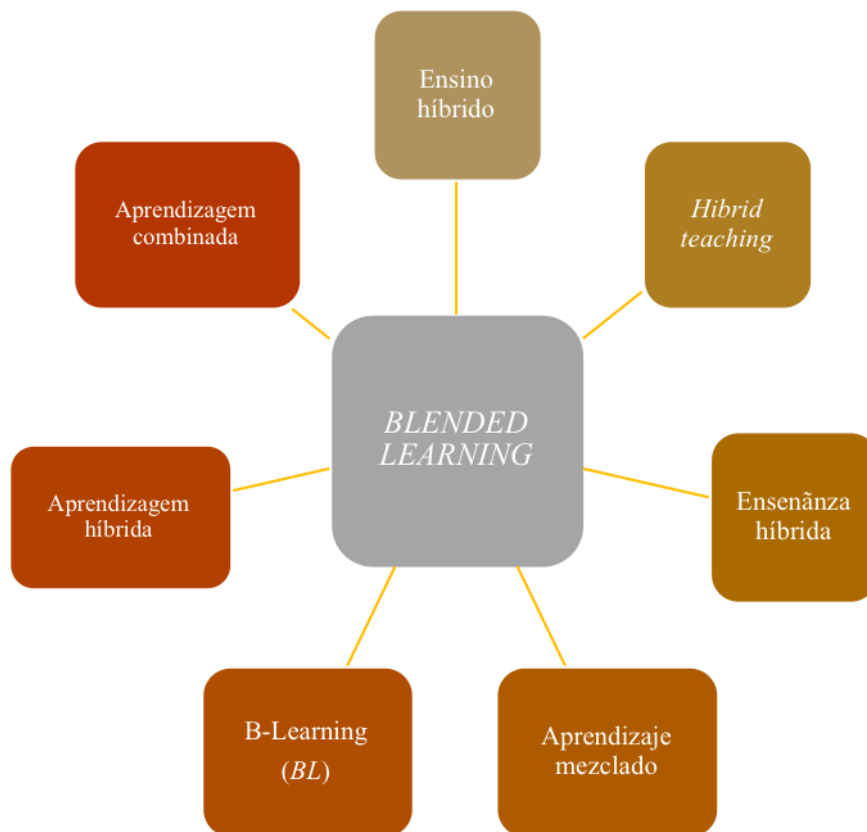 Ensino
híbrido
Hibrid
teaching
Ensenãnza
híbrida
Aprendizaje
mezclado
B-Learning
(BL)
Aprendizagem
híbrida
Aprendizagem
combinada
BLENDED
LEARNING